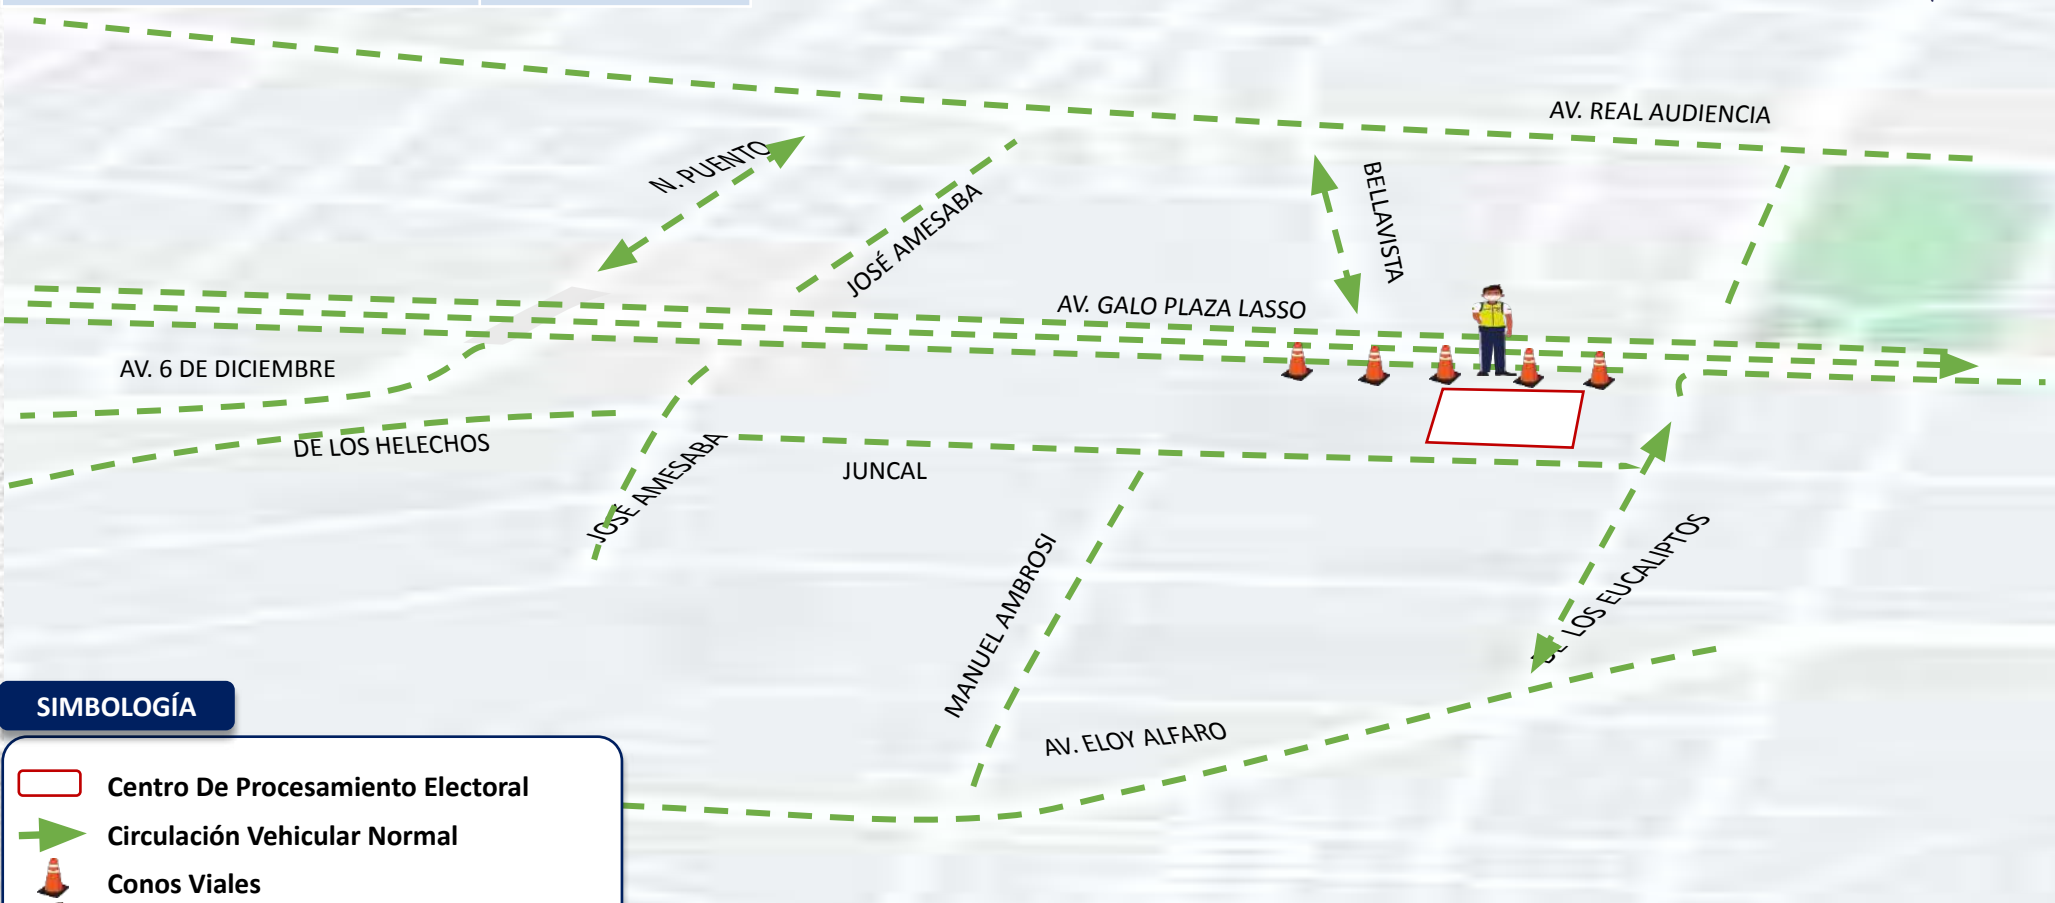 AV. REAL AUDIENCIA
N. PUENTO
BELLAVISTA
JOSÉ AMESABA
AV. GALO PLAZA LASSO
AV. 6 DE DICIEMBRE
DE LOS HELECHOS
JOSÉ AMESABA
JUNCAL
DE LOS EUCALIPTOS
MANUEL AMBROSI
AV. ELOY ALFARO
SIMBOLOGÍA
Centro De Procesamiento Electoral
Circulación Vehicular Normal
Conos Viales